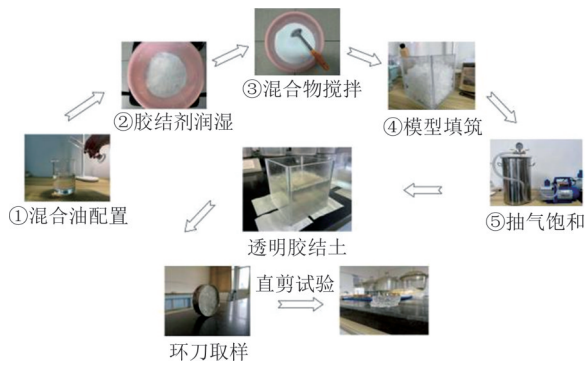 ①混合油配置
②胶结剂润湿
③混合物搅拌
④模型填筑
⑤抽气饱和
透明胶结土
环刀取样
直剪试验